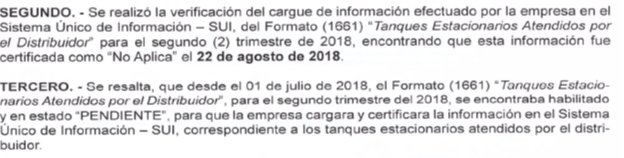 SEGUNDO. - Se realizó la verificación del cargue de información efectuado por la empresa en el
Sistema Único de Información – SUI, del Formato (1661) "Tanques Estacionarios Atendidos por
el Distribuidor" para el segundo (2) trimestre de 2018, encontrando que esta información fue
certificada como "No Aplica" el 22 de agosto de 2018.
TERCERO. - Se resalta, que desde el 01 de julio de 2018, el Formato (1661) "Tanques Estacio-
narios Atendidos por el Distribuidor", para el segundo trimestre del 2018, se encontraba habilitado
y en estado "PENDIENTE", para que la empresa cargara y certificara la información en el Sistema
Único de Información – SUI, correspondiente a los tanques estacionarios atendidos por el distri-
buidor.